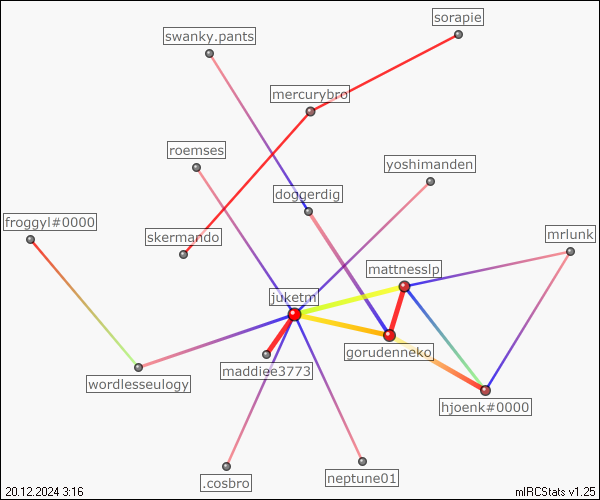 sorapie
swanky.pants
mercurybro
roemses
yoshimanden
doggerdig
froggyl#0000
skermando
mrlunk
mattnesslp
juketm
gorudenneko
maddiee3773
wordlesseulogy
hjoenk#0000
.cosbro
neptune01
20.12.2024 3:16
mIRCStats v1.25